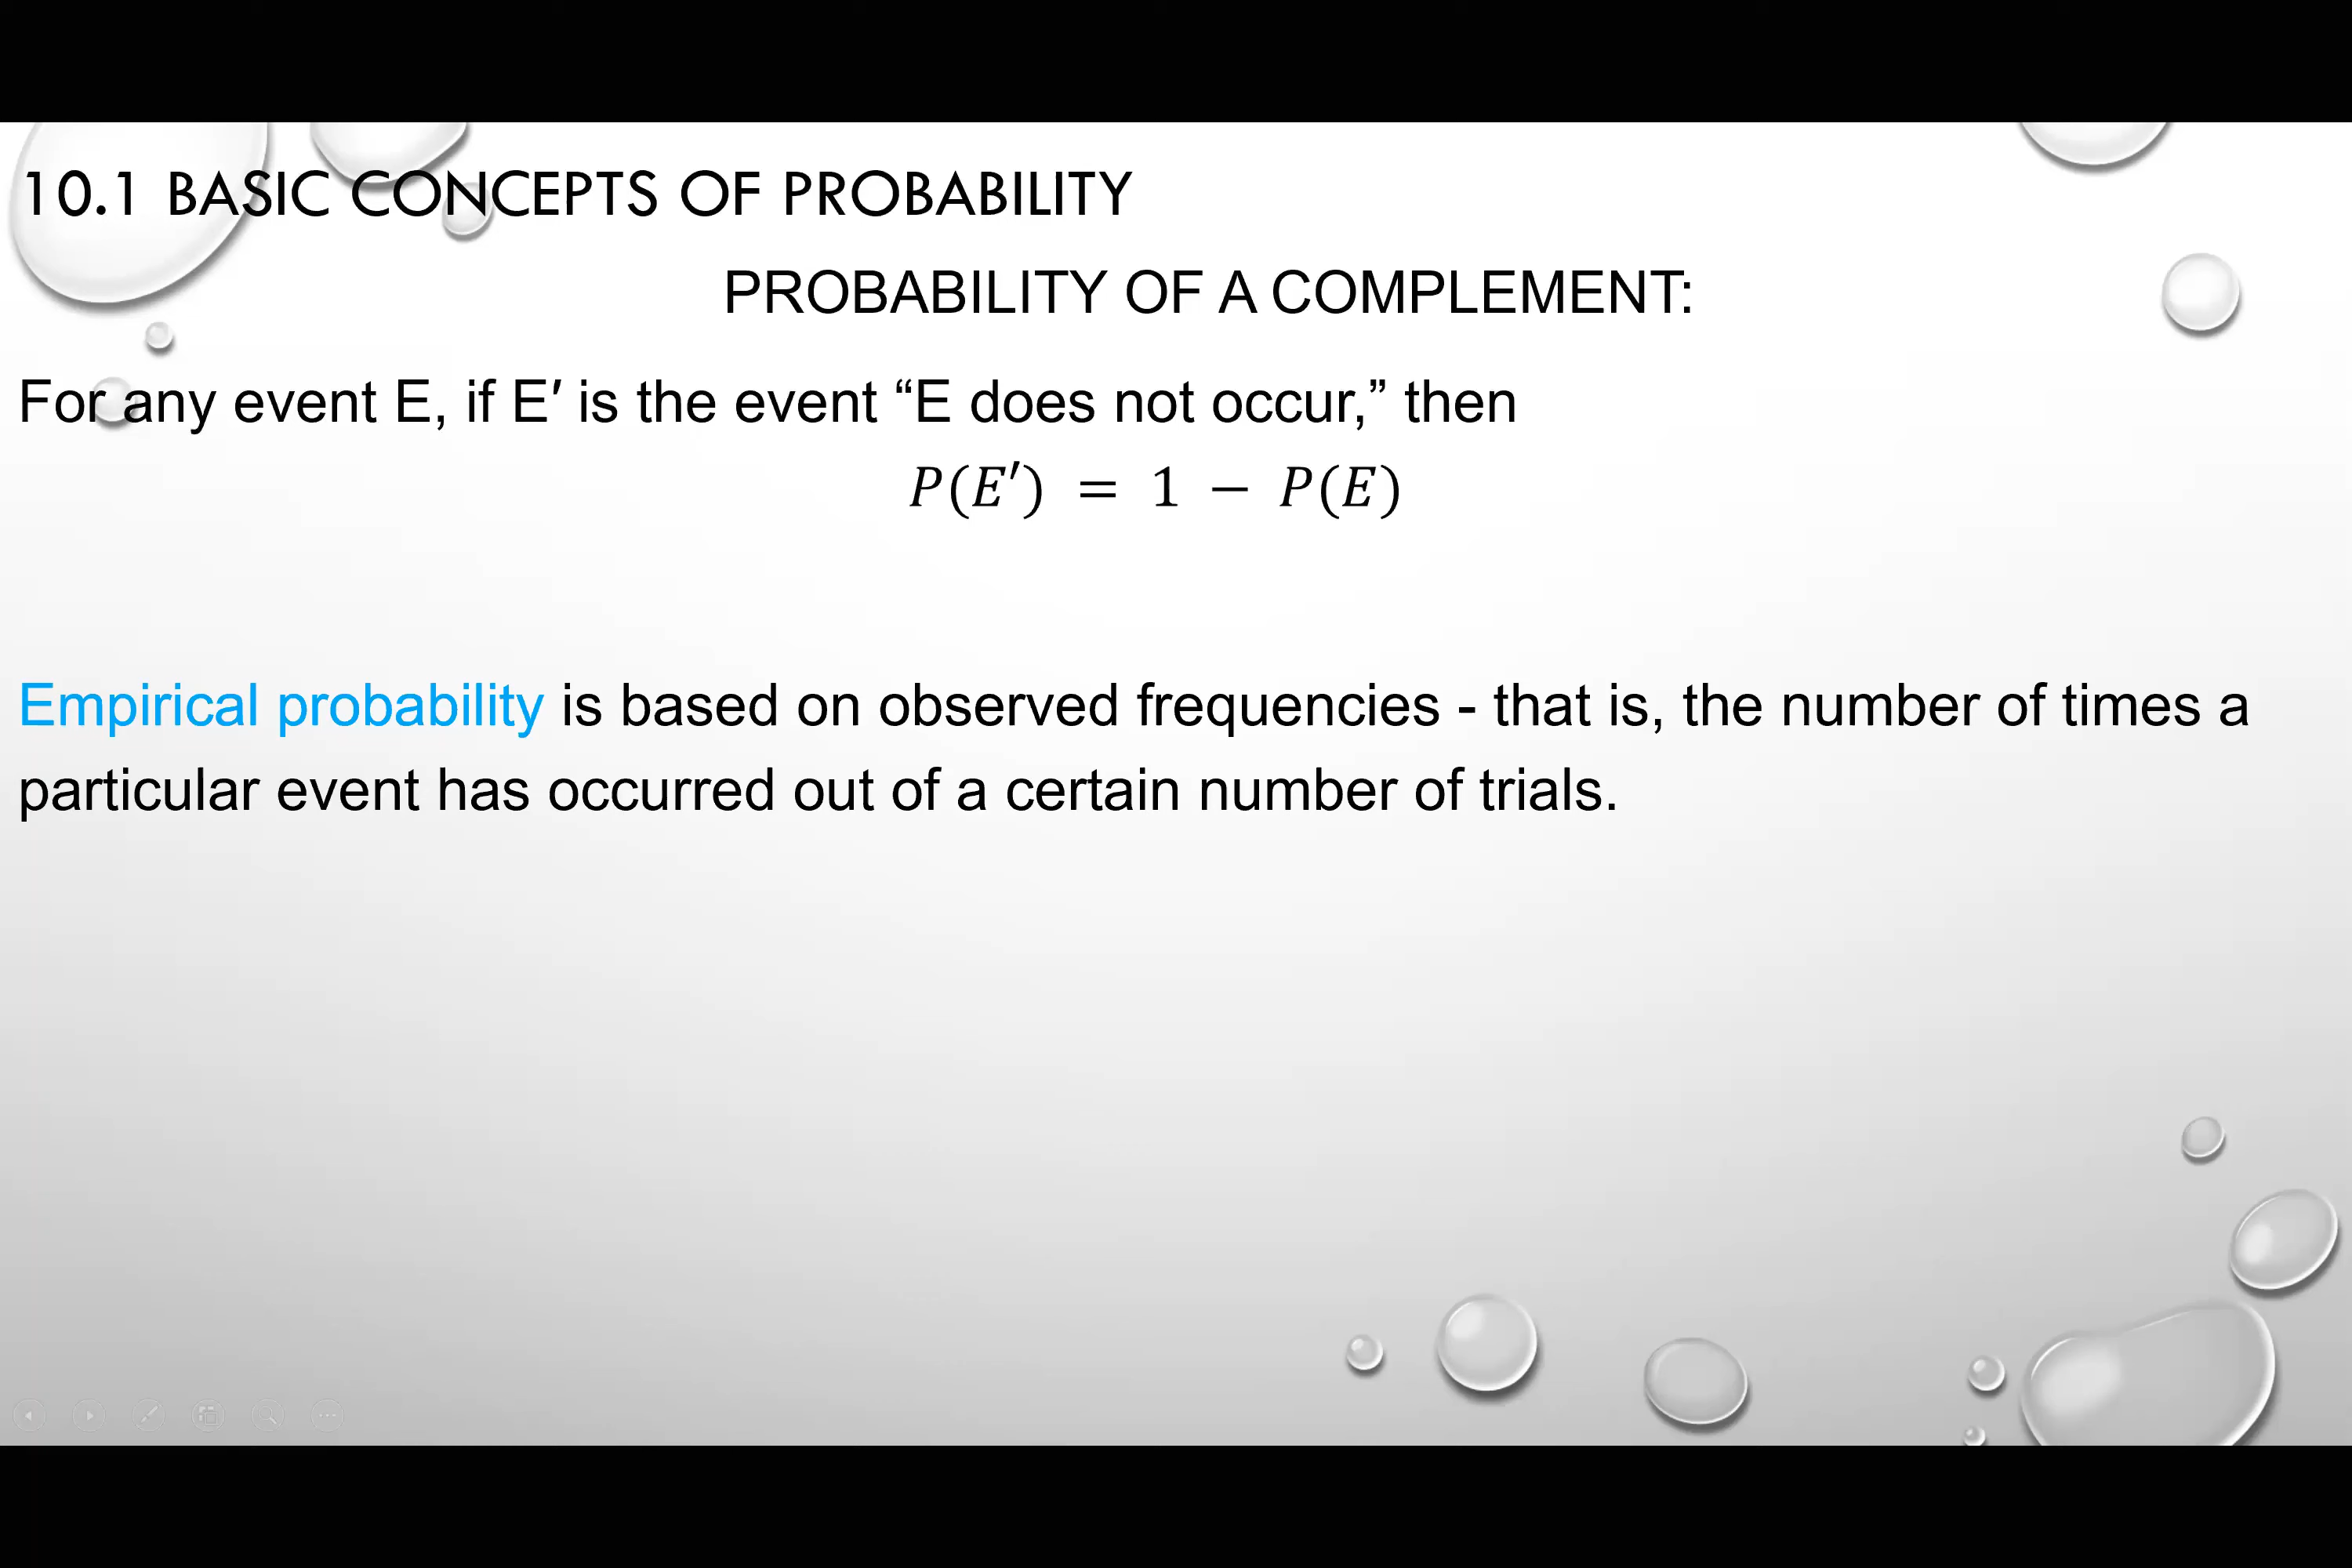 10.1 BASIC CONCEPTS OF PROBABILITY
PROBABILITY OF A COMPLEMENT:
For any event E, if E′ is the event “E does not occur,” then
P(E′) = 1 − P(E)
Empirical probability is based on observed frequencies - that is, the number of times a
particular event has occurred out of a certain number of trials.